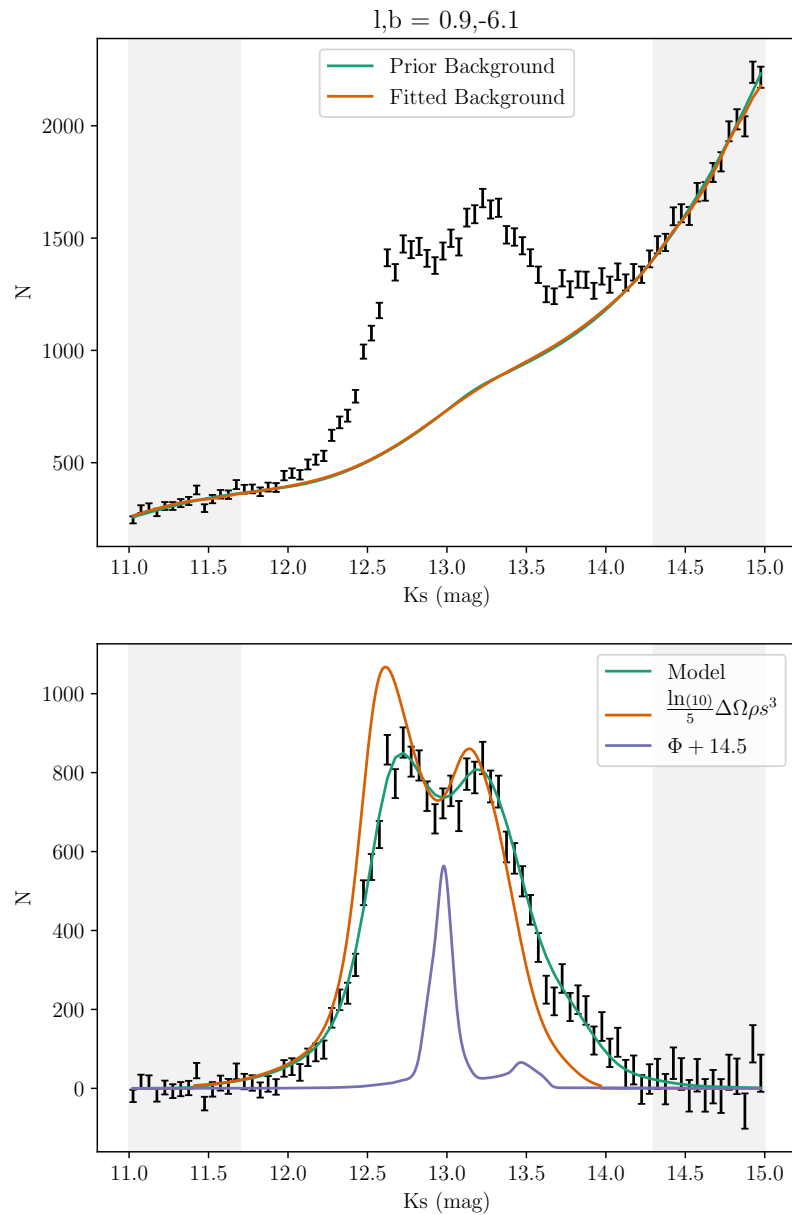 l,b = 0.9,-6.1
Prior Background
Fitted Background
N
2000
1500
1000
500
11.0 11.5 12.0 12.5 13.0 13.5 14.0 14.5 15.0
Ks (mag)
Model
ln(10)/5 ΔΩρs³
Φ + 14.5
N
1000
800
600
400
200
0
11.0 11.5 12.0 12.5 13.0 13.5 14.0 14.5 15.0
Ks (mag)